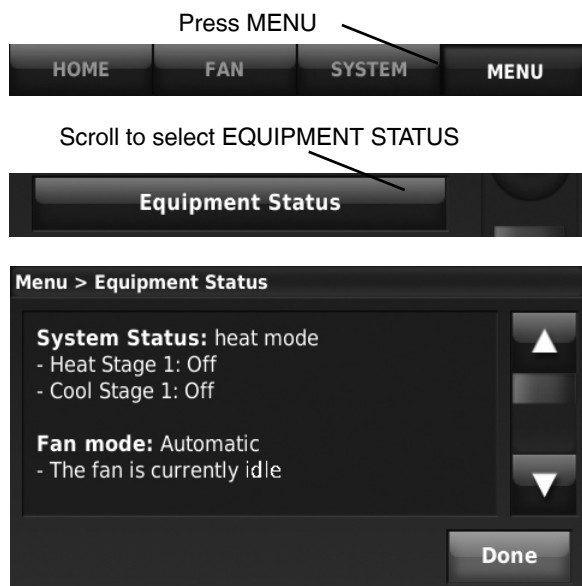 Press MENU
HOME FAN SYSTEM MENU
Scroll to select EQUIPMENT STATUS
Equipment Status
Menu > Equipment Status
System Status: heat mode
- Heat Stage 1: Off
- Cool Stage 1: Off
Fan mode: Automatic
- The fan is currently idle
Done